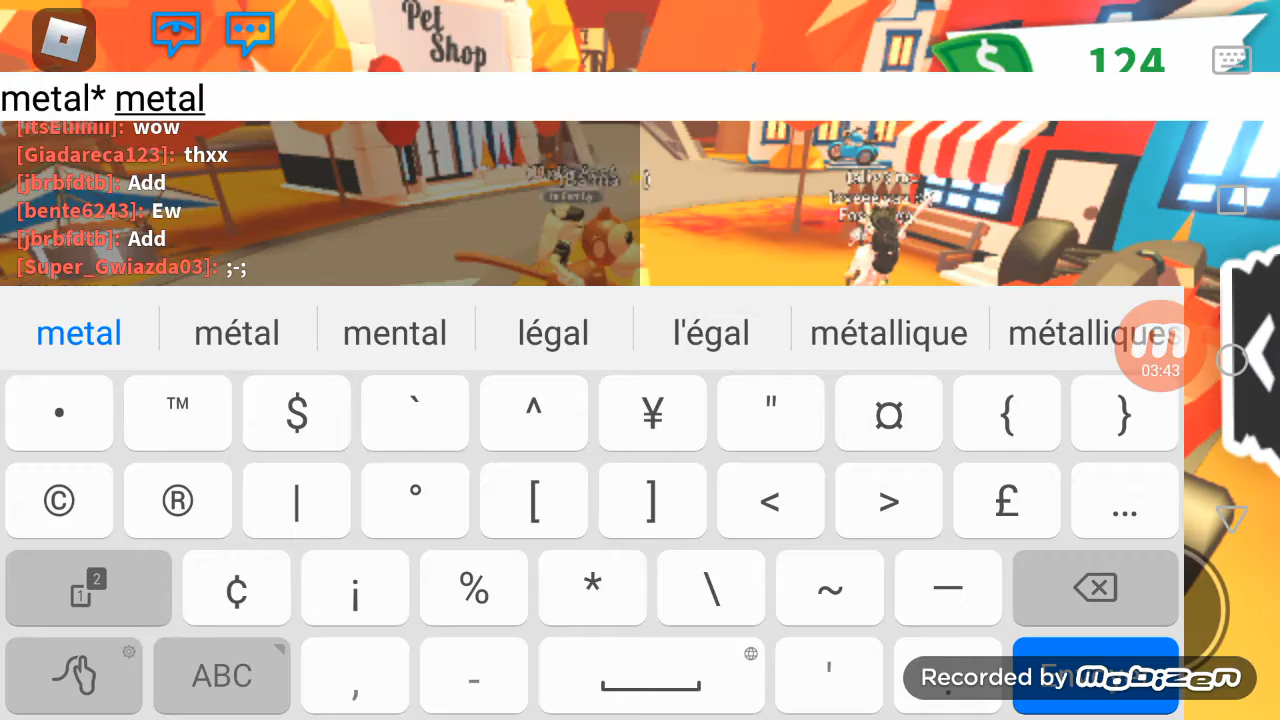 Pet
Shop
124
metal* metal
[itsEliimii]: wow
[Giadareca123]: thxx
[jbrbfdtb]: Add
[bente6243]: Ew
[jbrbfdtb]: Add
[Super_Gwiazda03]: ;-;
metal métal mental légal l'égal métallique métalliques
03:43
• ™ $ ` ^ ¥ " ¤ { }
© ® | ° [ ] < > £ …
1 2 ¢ ¡ % * \ ~ —
ABC , - ' .
Recorded by MOBIZEN